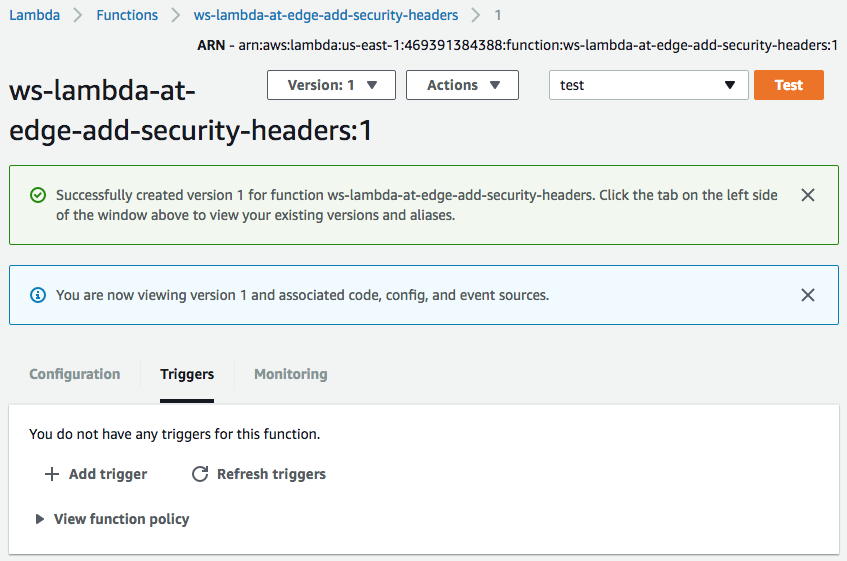 Lambda > Functions > ws-lambda-at-edge-add-security-headers > 1
ARN - arn:aws:lambda:us-east-1:469391384388:function:ws-lambda-at-edge-add-security-headers:1
ws-lambda-at-
edge-add-security-headers:1
Version: 1
Actions
test
Test
Successfully created version 1 for function ws-lambda-at-edge-add-security-headers. Click the tab on the left side
of the window above to view your existing versions and aliases.
You are now viewing version 1 and associated code, config, and event sources.
Configuration
Triggers
Monitoring
You do not have any triggers for this function.
Add trigger
Refresh triggers
View function policy